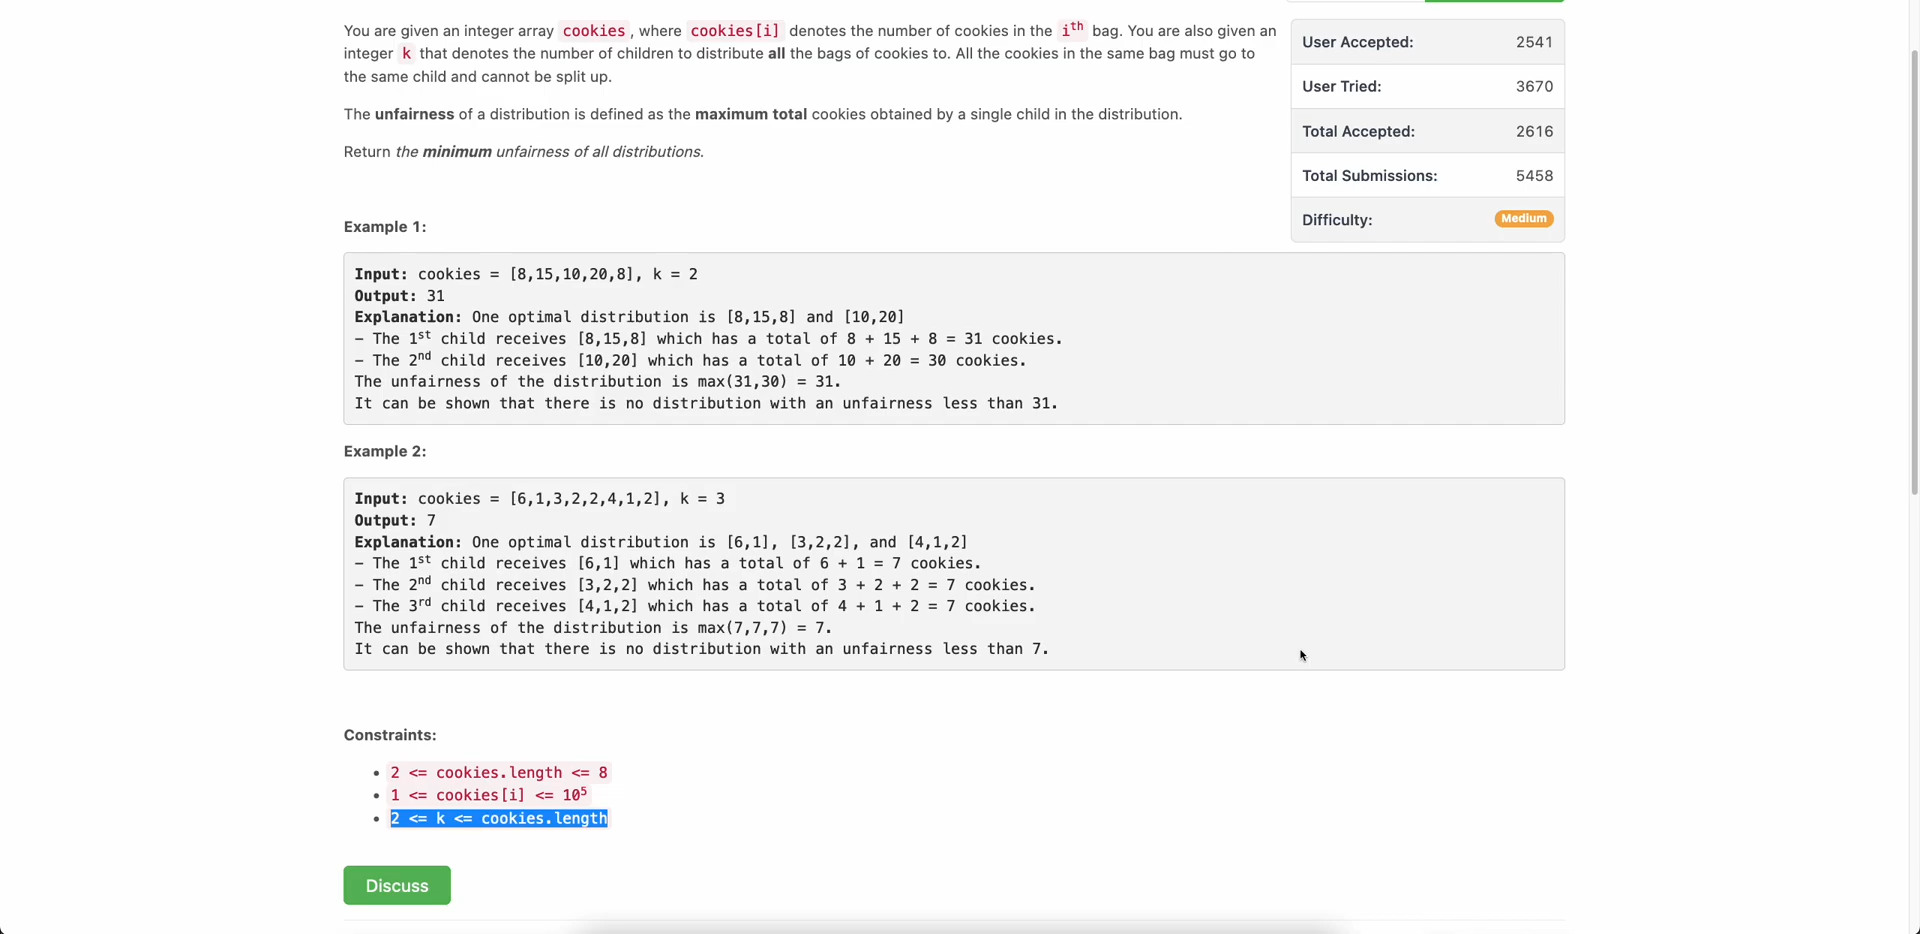 You are given an integer array cookies, where cookies[i] denotes the number of cookies in the ith bag. You are also given an
integer k that denotes the number of children to distribute all the bags of cookies to. All the cookies in the same bag must go to
the same child and cannot be split up.
The unfairness of a distribution is defined as the maximum total cookies obtained by a single child in the distribution.
Return the minimum unfairness of all distributions.
User Accepted: 2541
User Tried: 3670
Total Accepted: 2616
Total Submissions: 5458
Difficulty: Medium
Example 1:
Input: cookies = [8,15,10,20,8], k = 2
Output: 31
Explanation: One optimal distribution is [8,15,8] and [10,20]
- The 1st child receives [8,15,8] which has a total of 8 + 15 + 8 = 31 cookies.
- The 2nd child receives [10,20] which has a total of 10 + 20 = 30 cookies.
The unfairness of the distribution is max(31,30) = 31.
It can be shown that there is no distribution with an unfairness less than 31.
Example 2:
Input: cookies = [6,1,3,2,2,4,1,2], k = 3
Output: 7
Explanation: One optimal distribution is [6,1], [3,2,2], and [4,1,2]
- The 1st child receives [6,1] which has a total of 6 + 1 = 7 cookies.
- The 2nd child receives [3,2,2] which has a total of 3 + 2 + 2 = 7 cookies.
- The 3rd child receives [4,1,2] which has a total of 4 + 1 + 2 = 7 cookies.
The unfairness of the distribution is max(7,7,7) = 7.
It can be shown that there is no distribution with an unfairness less than 7.
Constraints:
• 2 <= cookies.length <= 8
• 1 <= cookies[i] <= 10⁵
• 2 <= k <= cookies.length
Discuss